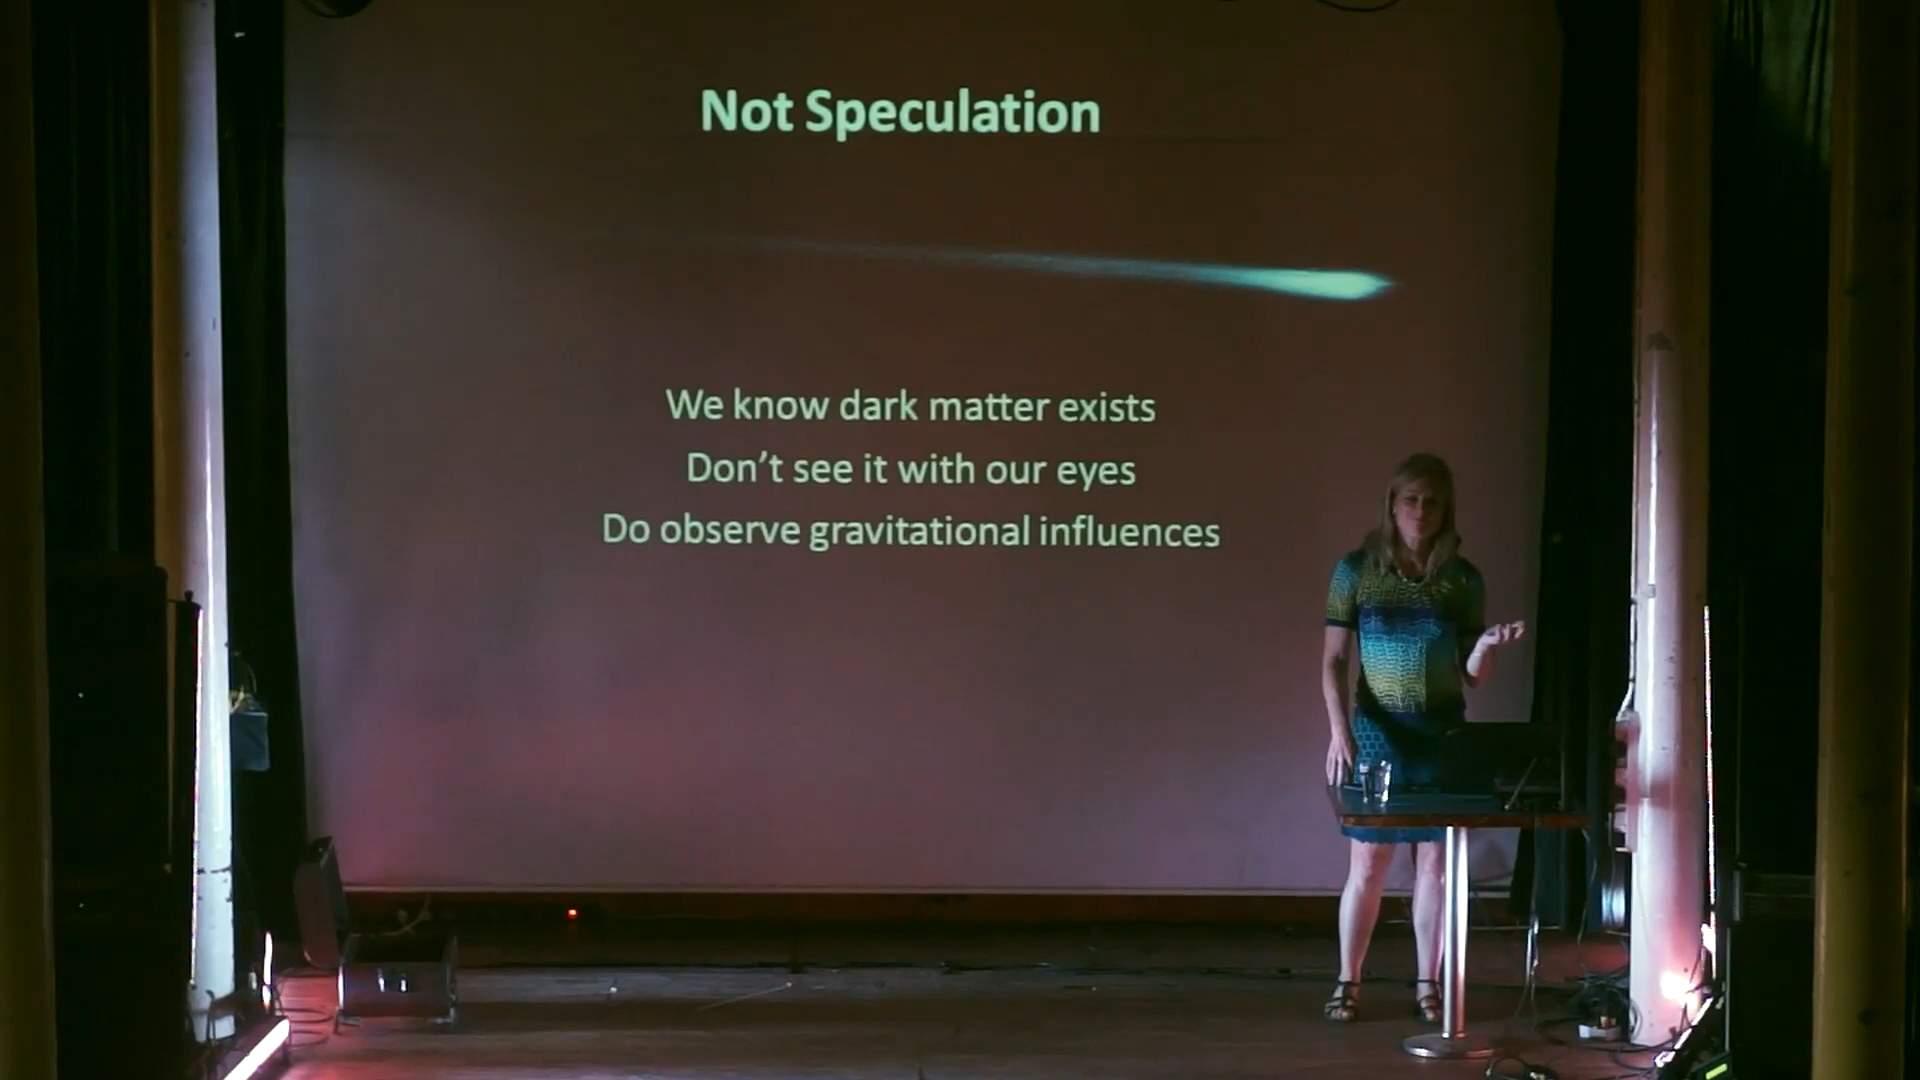 Not Speculation
We know dark matter exists
Don’t see it with our eyes
Do observe gravitational influences